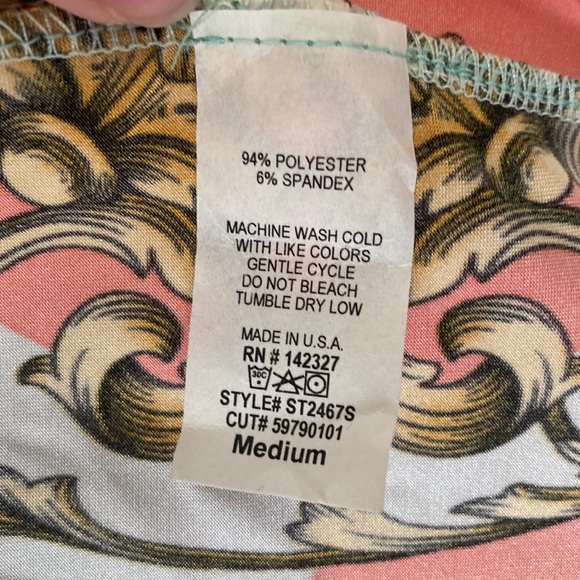 94% POLYESTER
6% SPANDEX
MACHINE WASH COLD
WITH LIKE COLORS
GENTLE CYCLE
DO NOT BLEACH
TUMBLE DRY LOW
MADE IN U.S.A.
RN # 142327
30C
STYLE# ST2467S
CUT# 59790101
Medium